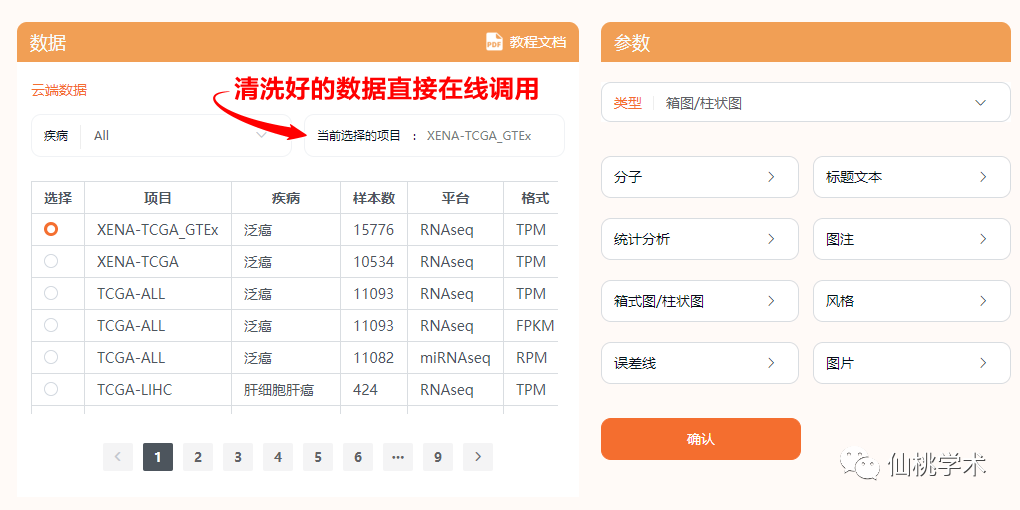 数据
PDF 教程文档
云端数据
清洗好的数据直接在线调用
疾病 All
当前选择的项目 : XENA-TCGA_GTEx
选择 项目 疾病 样本数 平台 格式
XENA-TCGA_GTEx 泛癌 15776 RNAseq TPM
XENA-TCGA 泛癌 10534 RNAseq TPM
TCGA-ALL 泛癌 11093 RNAseq TPM
TCGA-ALL 泛癌 11093 RNAseq FPKM
TCGA-ALL 泛癌 11082 miRNAseq RPM
TCGA-LIHC 肝细胞肝癌 424 RNAseq TPM
< 1 2 3 4 5 6 ··· 9 >
参数
类型 箱图/柱状图
分子 标题文本
统计分析 图注
箱式图/柱状图 风格
误差线 图片
确认
仙桃学术